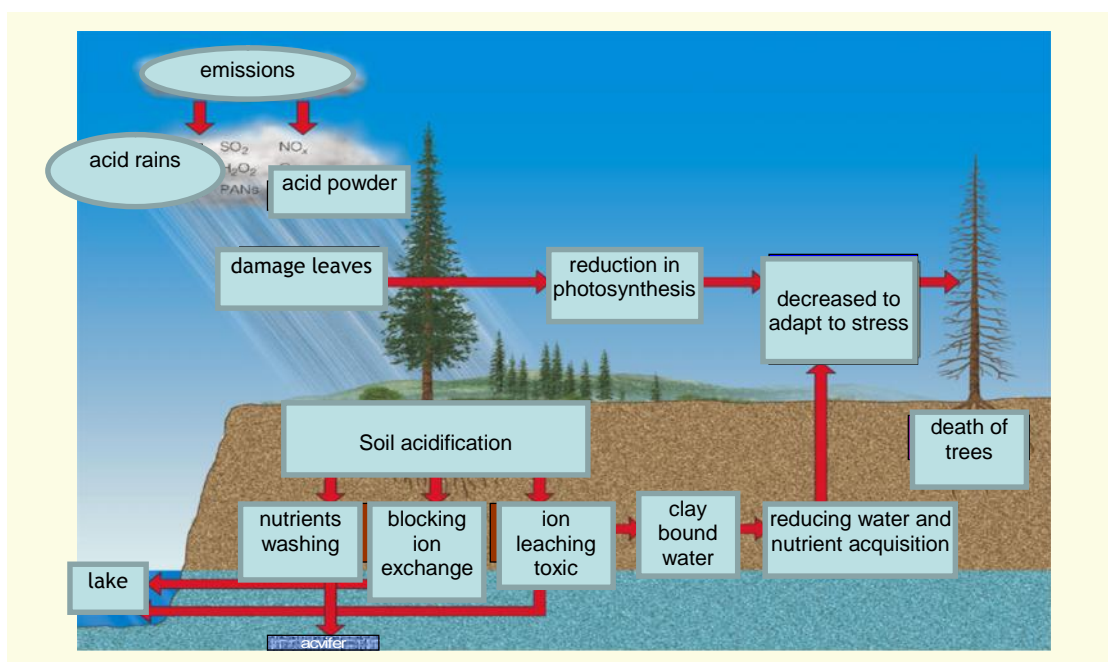 emissions
acid rains
SO₂ NOₓ
H₂O₂
PANs
acid powder
damage leaves
reduction in
photosynthesis
decreased to
adapt to stress
death of
trees
Soil acidification
nutrients
washing
blocking
ion
exchange
ion
leaching
toxic
clay
bound
water
reducing water and
nutrient acquisition
lake
acvifer